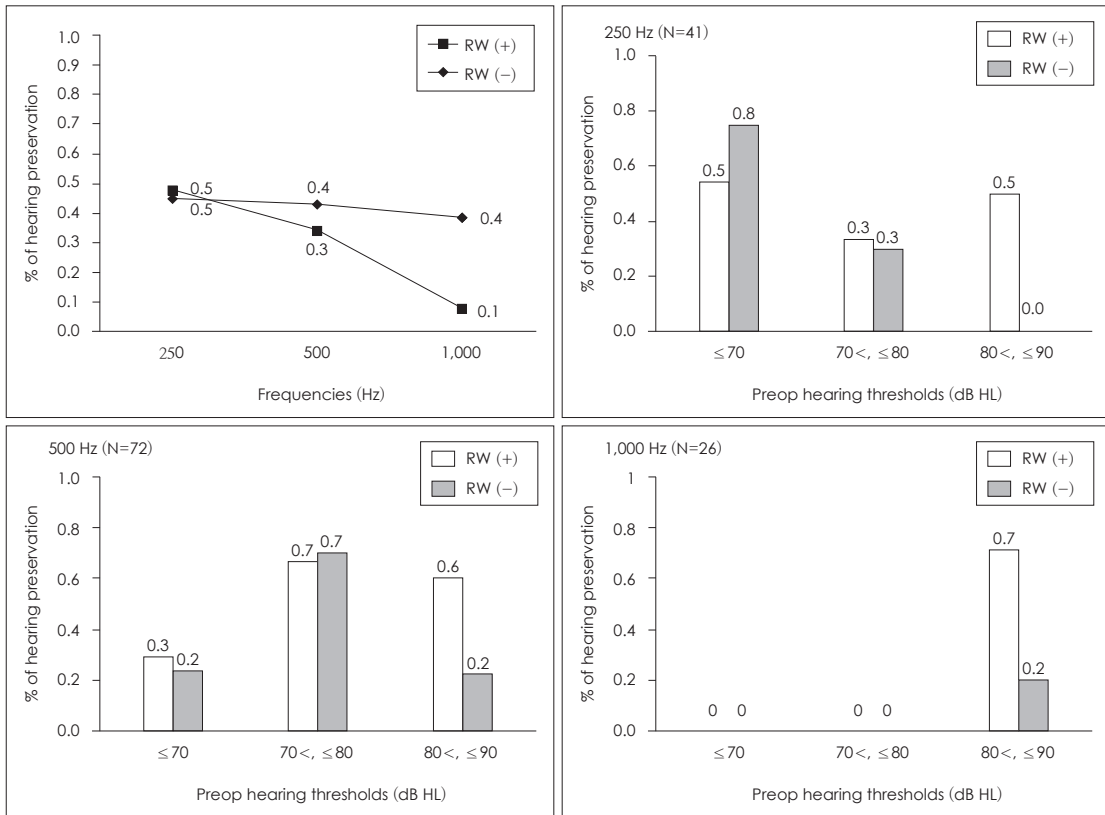 1.0
0.9
0.8
0.7
0.6
0.5
0.4
0.3
0.2
0.1
0.0
% of hearing preservation
RW (+)
RW (−)
0.5
0.5
0.4
0.3
0.4
0.1
250 500 1,000
Frequencies (Hz)
250 Hz (N=41)
RW (+)
RW (−)
1.0
0.8
0.6
0.4
0.2
0.0
% of hearing preservation
0.5 0.8
0.3 0.3
0.5 0.0
≤70 70<, ≤80 80<, ≤90
Preop hearing thresholds (dB HL)
500 Hz (N=72)
RW (+)
RW (−)
1.0
0.8
0.6
0.4
0.2
0.0
% of hearing preservation
0.3 0.2
0.7 0.7
0.6 0.2
≤70 70<, ≤80 80<, ≤90
Preop hearing thresholds (dB HL)
1,000 Hz (N=26)
RW (+)
RW (−)
1
0.8
0.6
0.4
0.2
0.0
% of hearing preservation
0 0
0 0
0.7 0.2
≤70 70<, ≤80 80<, ≤90
Preop hearing thresholds (dB HL)